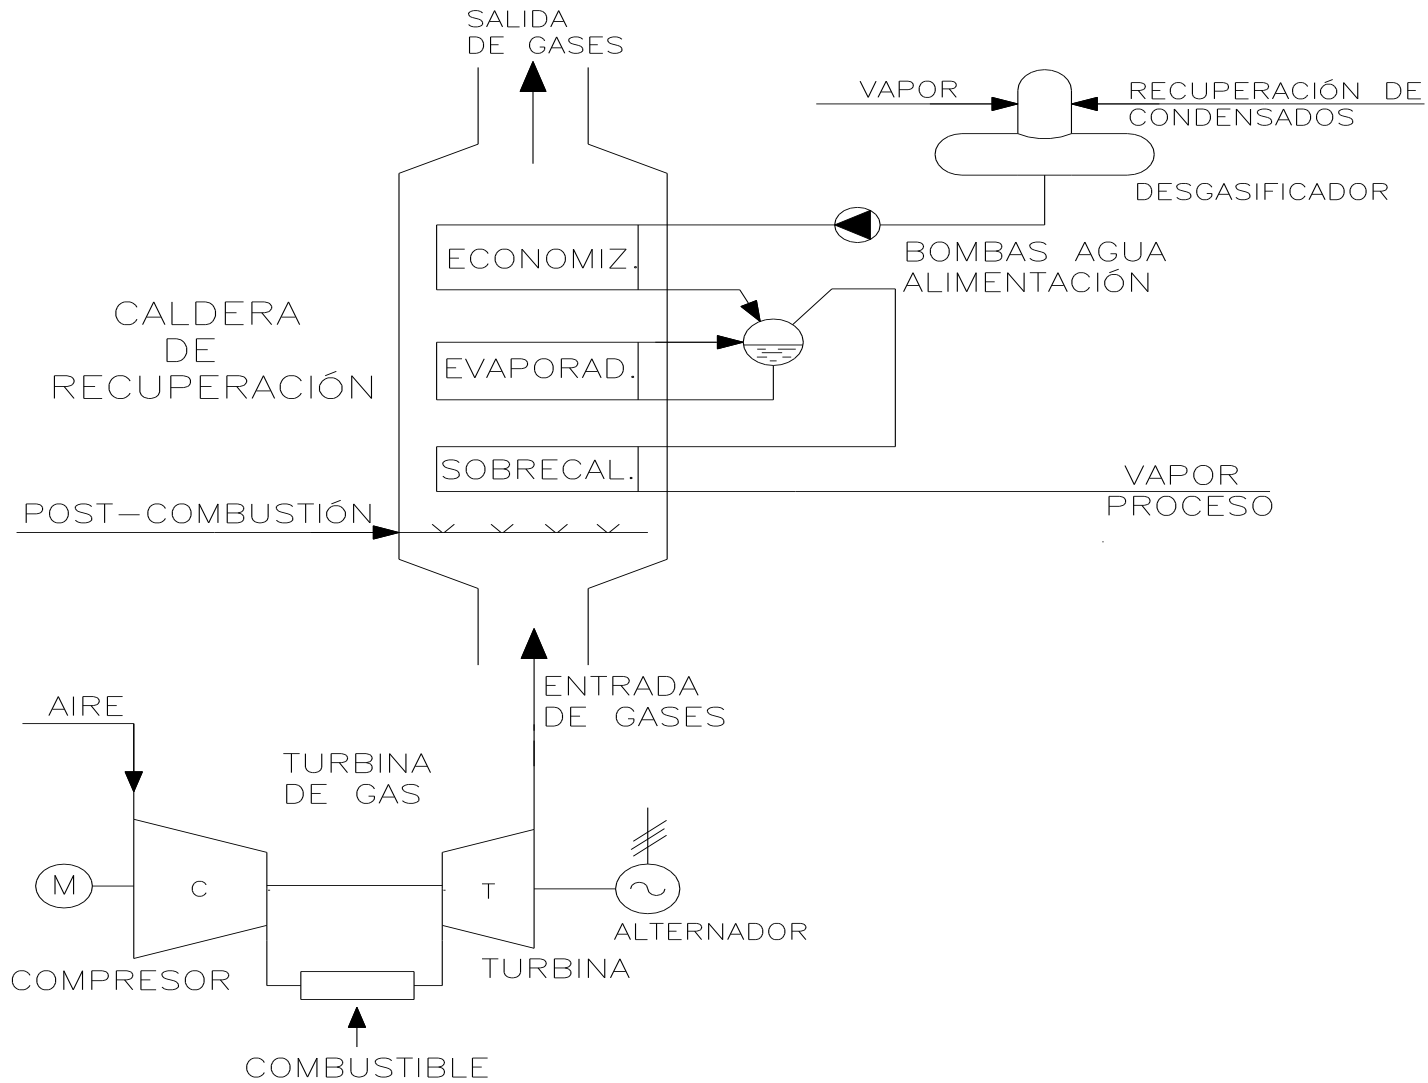 SALIDA
DE GASES
VAPOR
RECUPERACIÓN DE
CONDENSADOS
DESGASIFICADOR
BOMBAS AGUA
ALIMENTACIÓN
ECONOMIZ.
CALDERA
DE
RECUPERACIÓN
EVAPORAD.
SOBRECAL.
VAPOR
PROCESO
POST-COMBUSTIÓN
ENTRADA
DE GASES
AIRE
TURBINA
DE GAS
M
C
T
ALTERNADOR
COMPRESOR
TURBINA
COMBUSTIBLE